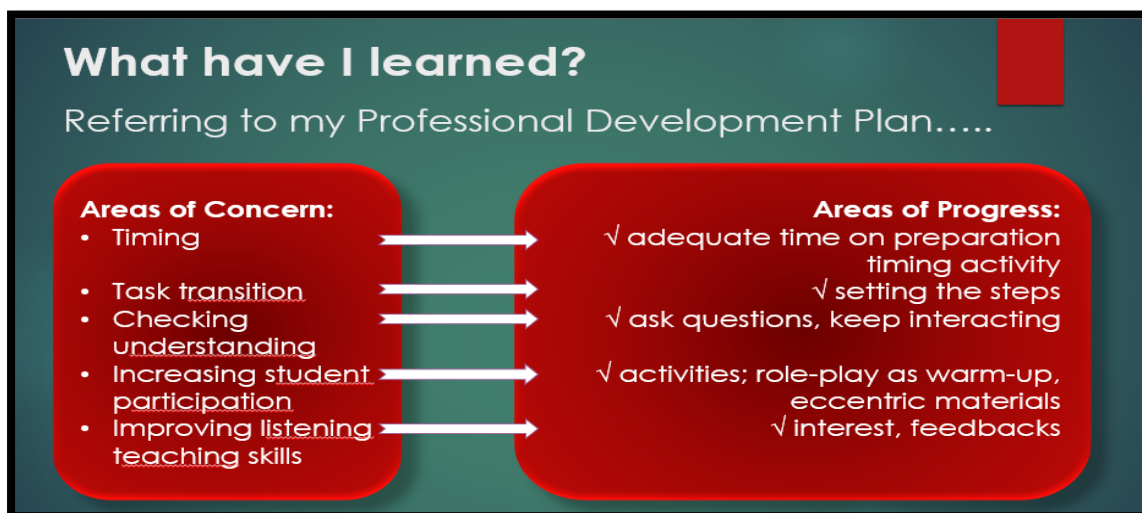 What have I learned?
Referring to my Professional Development Plan.....
Areas of Concern:
• Timing
• Task transition
• Checking
understanding
• Increasing student
participation
• Improving listening
teaching skills
Areas of Progress:
√ adequate time on preparation
timing activity
√ setting the steps
√ ask questions, keep interacting
√ activities; role-play as warm-up,
eccentric materials
√ interest, feedbacks